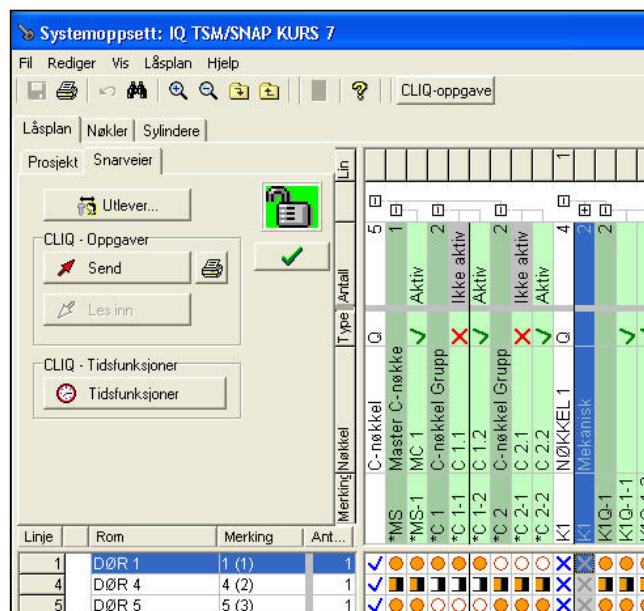 Systemoppsett: IQ TSM/SNAP KURS 7
Fil Rediger Vis Låsplan Hjelp
CLIQ-oppgave
Låsplan Nøkler Sylindere
Prosjekt Snarveier
Utlever...
CLIQ - Oppgaver
Send
Les inn
CLIQ - Tidsfunksjoner
Tidsfunksjoner
Lin
1
Antall
5
1
Aktiv
2
Ikke aktiv
Aktiv
2
Ikke aktiv
Aktiv
4
2
2
Type
Q
Q
Nøkkel
C-nøkkel
Master C-nøkke
MC 1
C-nøkkel Grupp
C 1.1
C 1.2
C-nøkkel Grupp
C 2.1
C 2.2
NØKKEL 1
Mekanisk
Merking
*MS
*MS-1
*C 1
*C 1-1
*C 1-2
*C 2
*C 2-1
*C 2-2
K1
K1
K1Q-1
K1Q-1-1
Linje Rom Merking Ant...
1 DØR 1 1 (1) 1
4 DØR 4 4 (2) 1
5 DØR 5 5 (3) 1